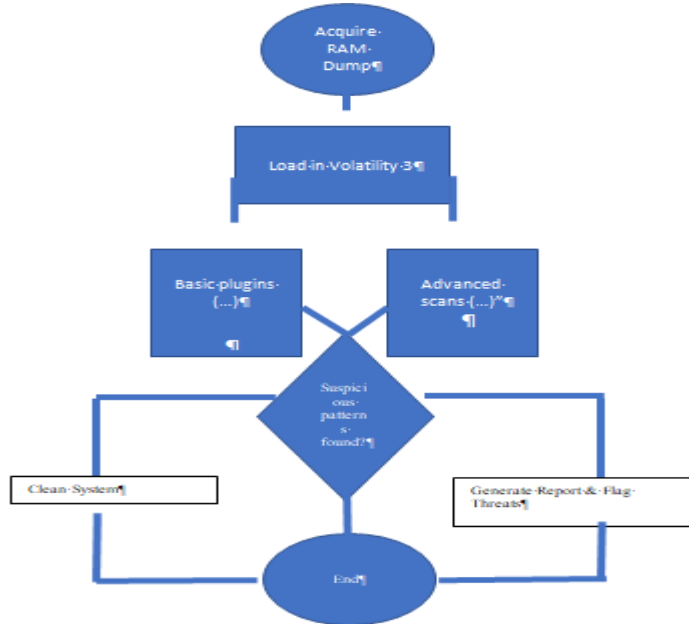 Acquire·
RAM·
Dump¶
Load·in·Volatility·3¶
Basic·plugins·
(...)¶
¶
Advanced·
scans·(...)”¶
¶
Suspici
ous·
pattern
s·
found?¶
Clean·System¶
Generate·Report·&·Flag·
Threats¶
End¶